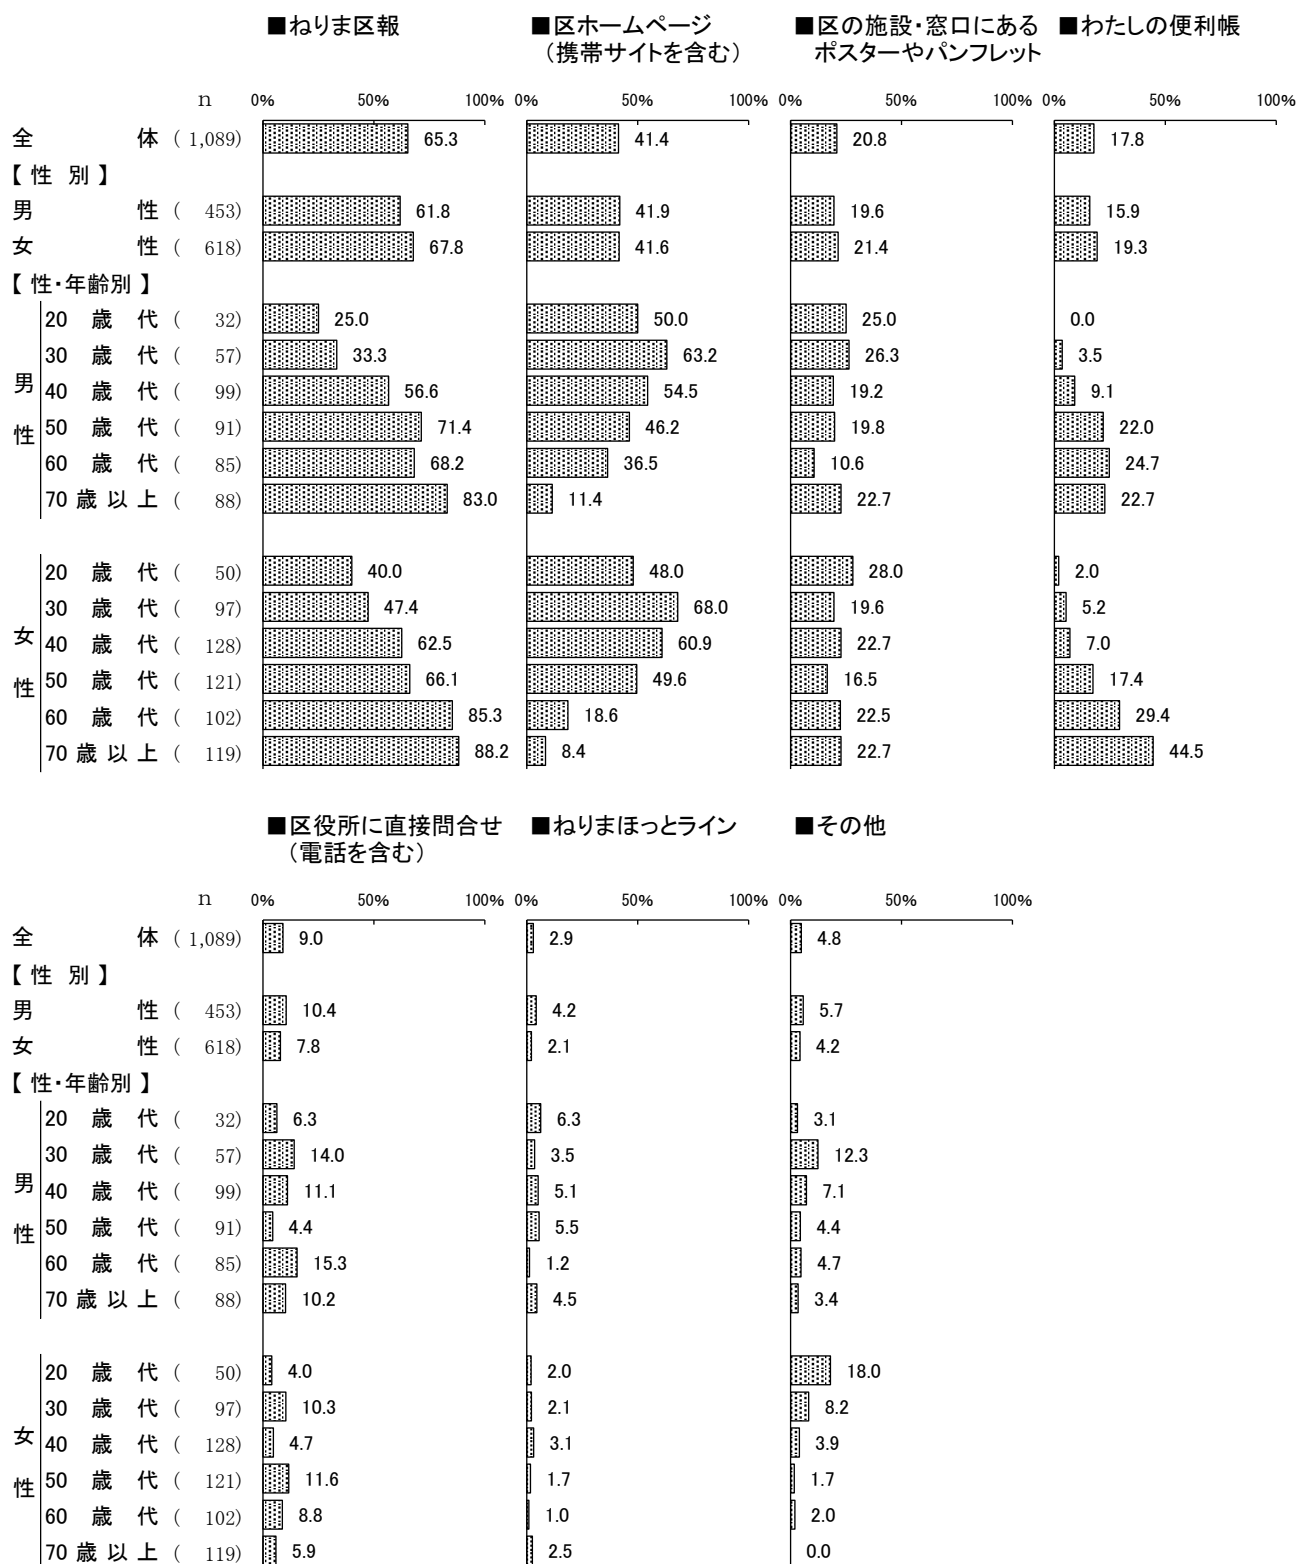 ■ねりま区報 ■区ホームページ ■区の施設・窓口にある ■わたしの便利帳
（携帯サイトを含む） ポスターやパンフレット
n 0% 50% 100% 0% 50% 100% 0% 50% 100% 0% 50% 100%
全体 ( 1,089) 65.3 41.4 20.8 17.8
【 性 別 】
男性 ( 453) 61.8 41.9 19.6 15.9
女性 ( 618) 67.8 41.6 21.4 19.3
【 性・年齢別 】
男性
20歳代 ( 32) 25.0 50.0 25.0 0.0
30歳代 ( 57) 33.3 63.2 26.3 3.5
40歳代 ( 99) 56.6 54.5 19.2 9.1
50歳代 ( 91) 71.4 46.2 19.8 22.0
60歳代 ( 85) 68.2 36.5 10.6 24.7
70歳以上 ( 88) 83.0 11.4 22.7 22.7
女性
20歳代 ( 50) 40.0 48.0 28.0 2.0
30歳代 ( 97) 47.4 68.0 19.6 5.2
40歳代 ( 128) 62.5 60.9 22.7 7.0
50歳代 ( 121) 66.1 49.6 16.5 17.4
60歳代 ( 102) 85.3 18.6 22.5 29.4
70歳以上 ( 119) 88.2 8.4 22.7 44.5
■区役所に直接問合せ ■ねりまほっとライン ■その他
（電話を含む）
n 0% 50% 100% 0% 50% 100% 0% 50% 100%
全体 ( 1,089) 9.0 2.9 4.8
【 性 別 】
男性 ( 453) 10.4 4.2 5.7
女性 ( 618) 7.8 2.1 4.2
【 性・年齢別 】
男性
20歳代 ( 32) 6.3 6.3 3.1
30歳代 ( 57) 14.0 3.5 12.3
40歳代 ( 99) 11.1 5.1 7.1
50歳代 ( 91) 4.4 5.5 4.4
60歳代 ( 85) 15.3 1.2 4.7
70歳以上 ( 88) 10.2 4.5 3.4
女性
20歳代 ( 50) 4.0 2.0 18.0
30歳代 ( 97) 10.3 2.1 8.2
40歳代 ( 128) 4.7 3.1 3.9
50歳代 ( 121) 11.6 1.7 1.7
60歳代 ( 102) 8.8 1.0 2.0
70歳以上 ( 119) 5.9 2.5 0.0